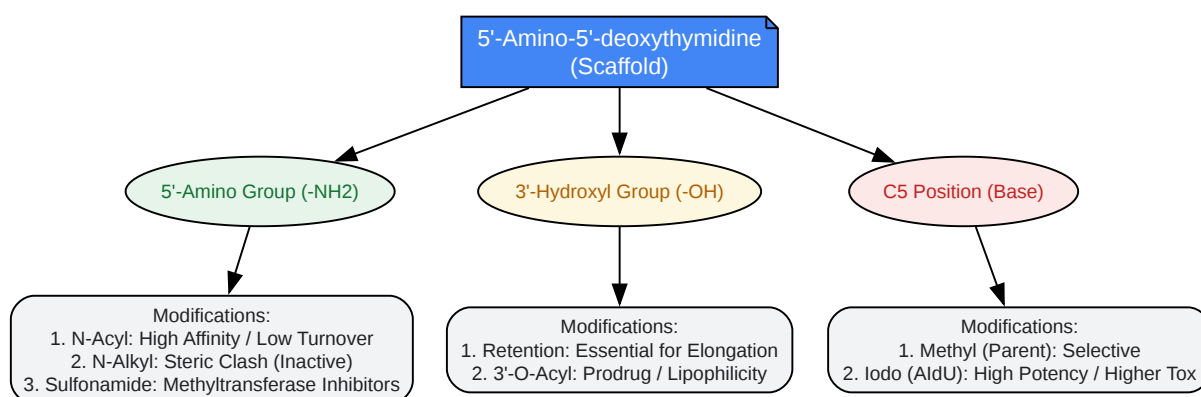 5'-Amino-5'-deoxythymidine
(Scaffold)
5'-Amino Group (-NH2)
3'-Hydroxyl Group (-OH)
C5 Position (Base)
Modifications:
1. N-Acyl: High Affinity / Low Turnover
2. N-Alkyl: Steric Clash (Inactive)
3. Sulfonamide: Methyltransferase Inhibitors
Modifications:
1. Retention: Essential for Elongation
2. 3'-O-Acyl: Prodrug / Lipophilicity
Modifications:
1. Methyl (Parent): Selective
2. Iodo (AIdU): High Potency / Higher Tox